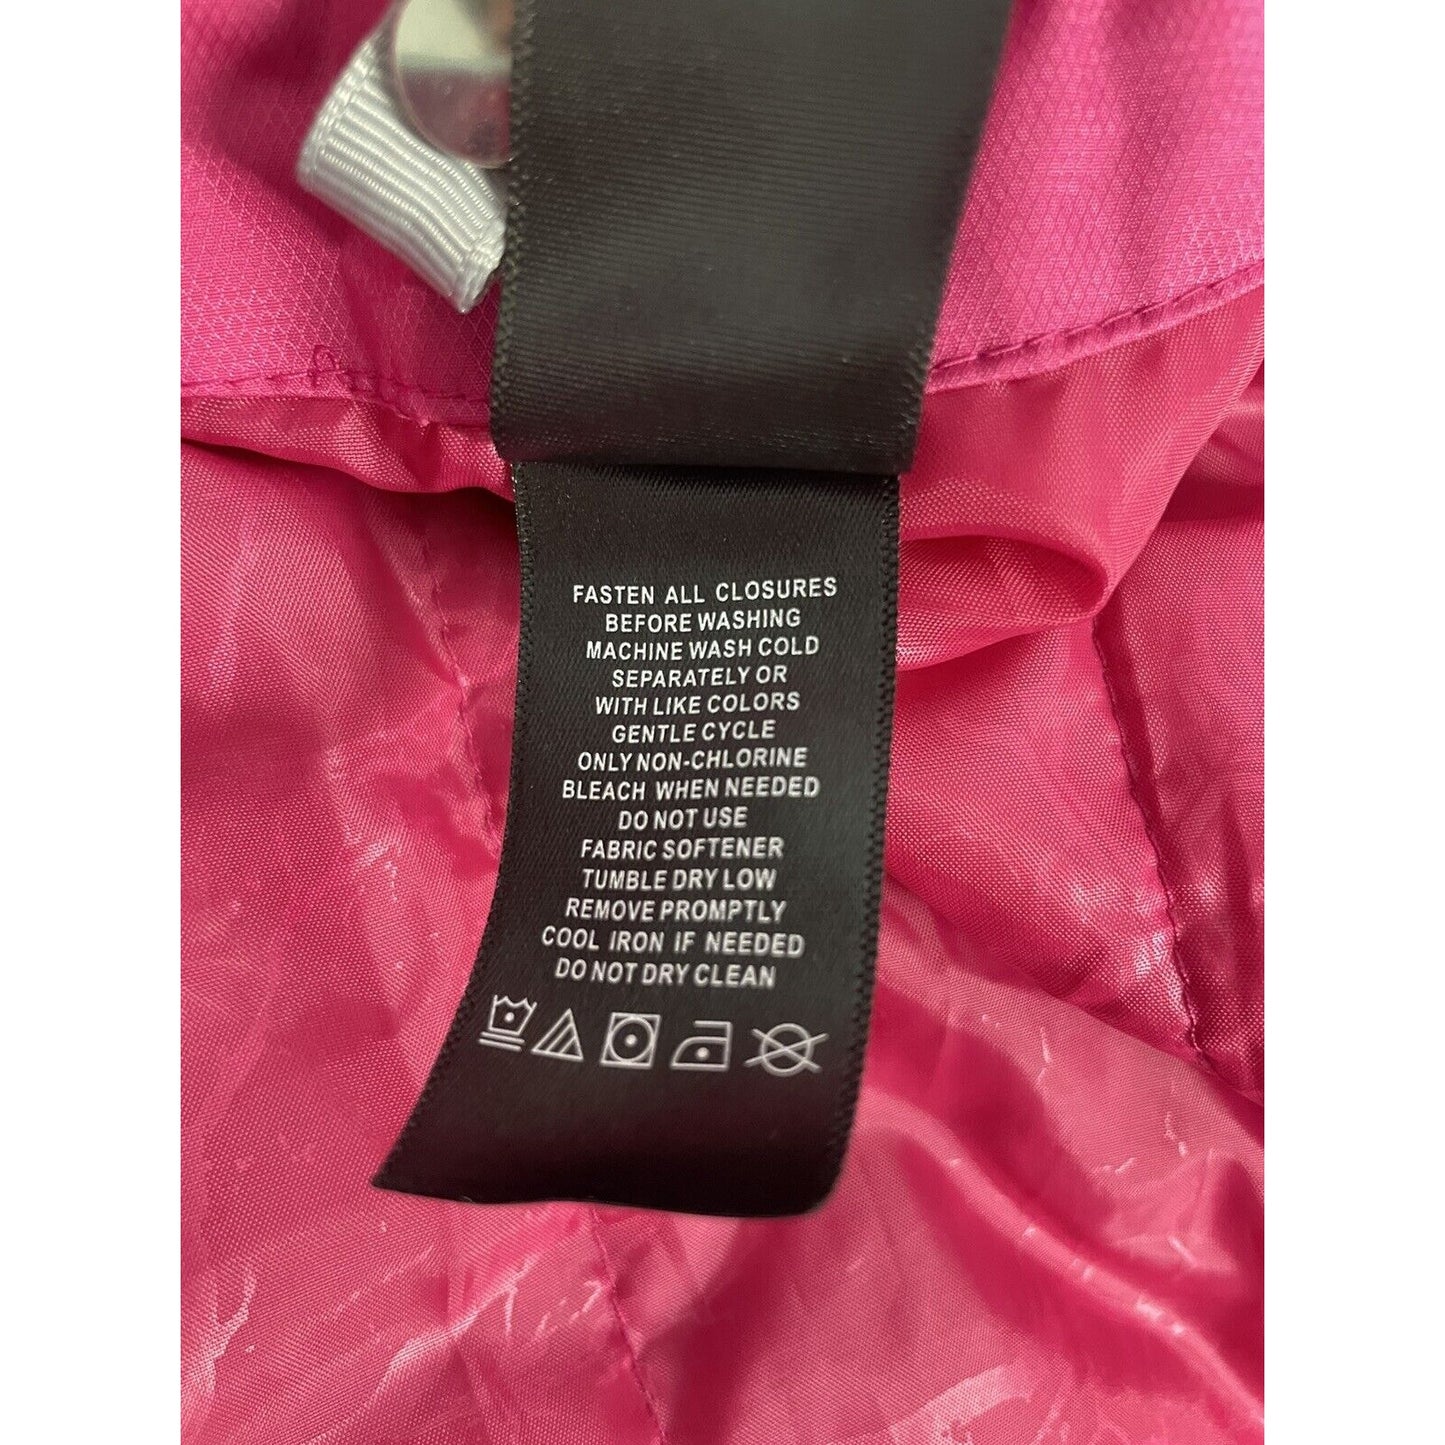 FASTEN ALL CLOSURES
BEFORE WASHING
MACHINE WASH COLD
SEPARATELY OR
WITH LIKE COLORS
GENTLE CYCLE
ONLY NON-CHLORINE
BLEACH WHEN NEEDED
DO NOT USE
FABRIC SOFTENER
TUMBLE DRY LOW
REMOVE PROMPTLY
COOL IRON IF NEEDED
DO NOT DRY CLEAN